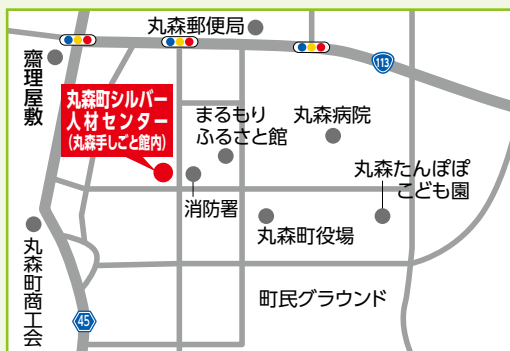 丸森郵便局
113
齋理屋敷
丸森町シルバー
人材センター
(丸森手しごと館内)
まるもり
ふるさと館
丸森病院
丸森たんぽぽ
こども園
消防署
丸森町役場
丸森町商工会
町民グラウンド
45